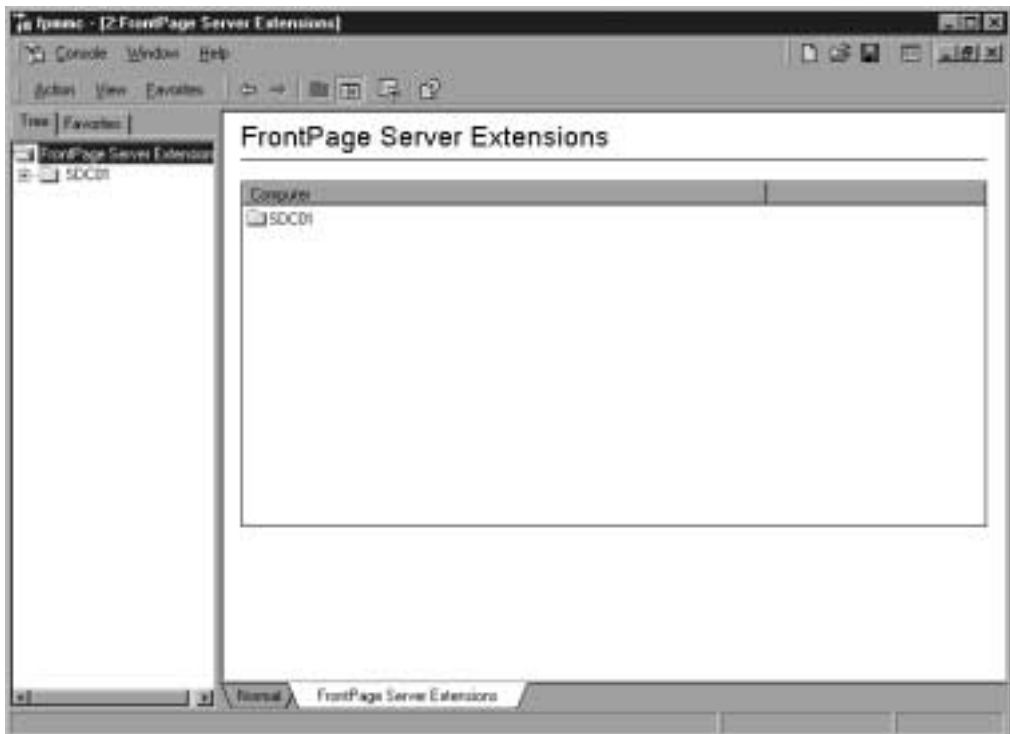 fpmmc - [2:FrontPage Server Extensions]
Console Window Help
Action View Favorites
Tree Favorites
FrontPage Server Extension
SDC01
FrontPage Server Extensions
Computer
SDC01
Normal FrontPage Server Extensions